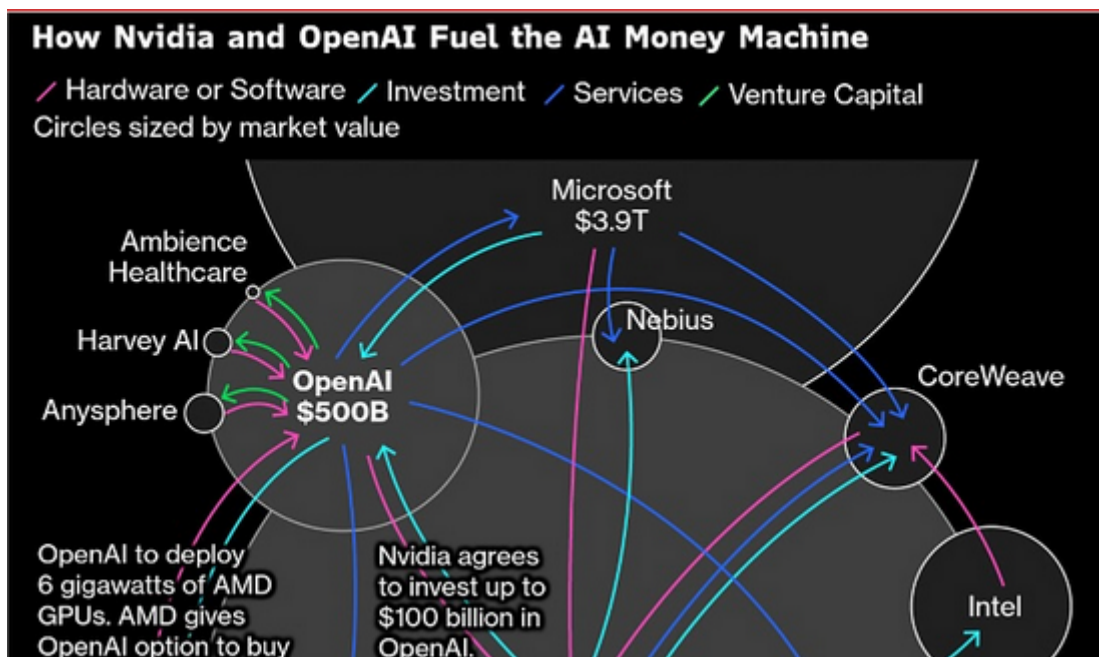 How Nvidia and OpenAI Fuel the AI Money Machine
Hardware or Software Investment Services Venture Capital
Circles sized by market value
Microsoft
$3.9T
Ambience
Healthcare
Nebius
Harvey AI
CoreWeave
OpenAI
$500B
Anysphere
OpenAI to deploy
6 gigawatts of AMD
GPUs. AMD gives
OpenAI option to buy
Nvidia agrees
to invest up to
$100 billion in
OpenAI.
Intel